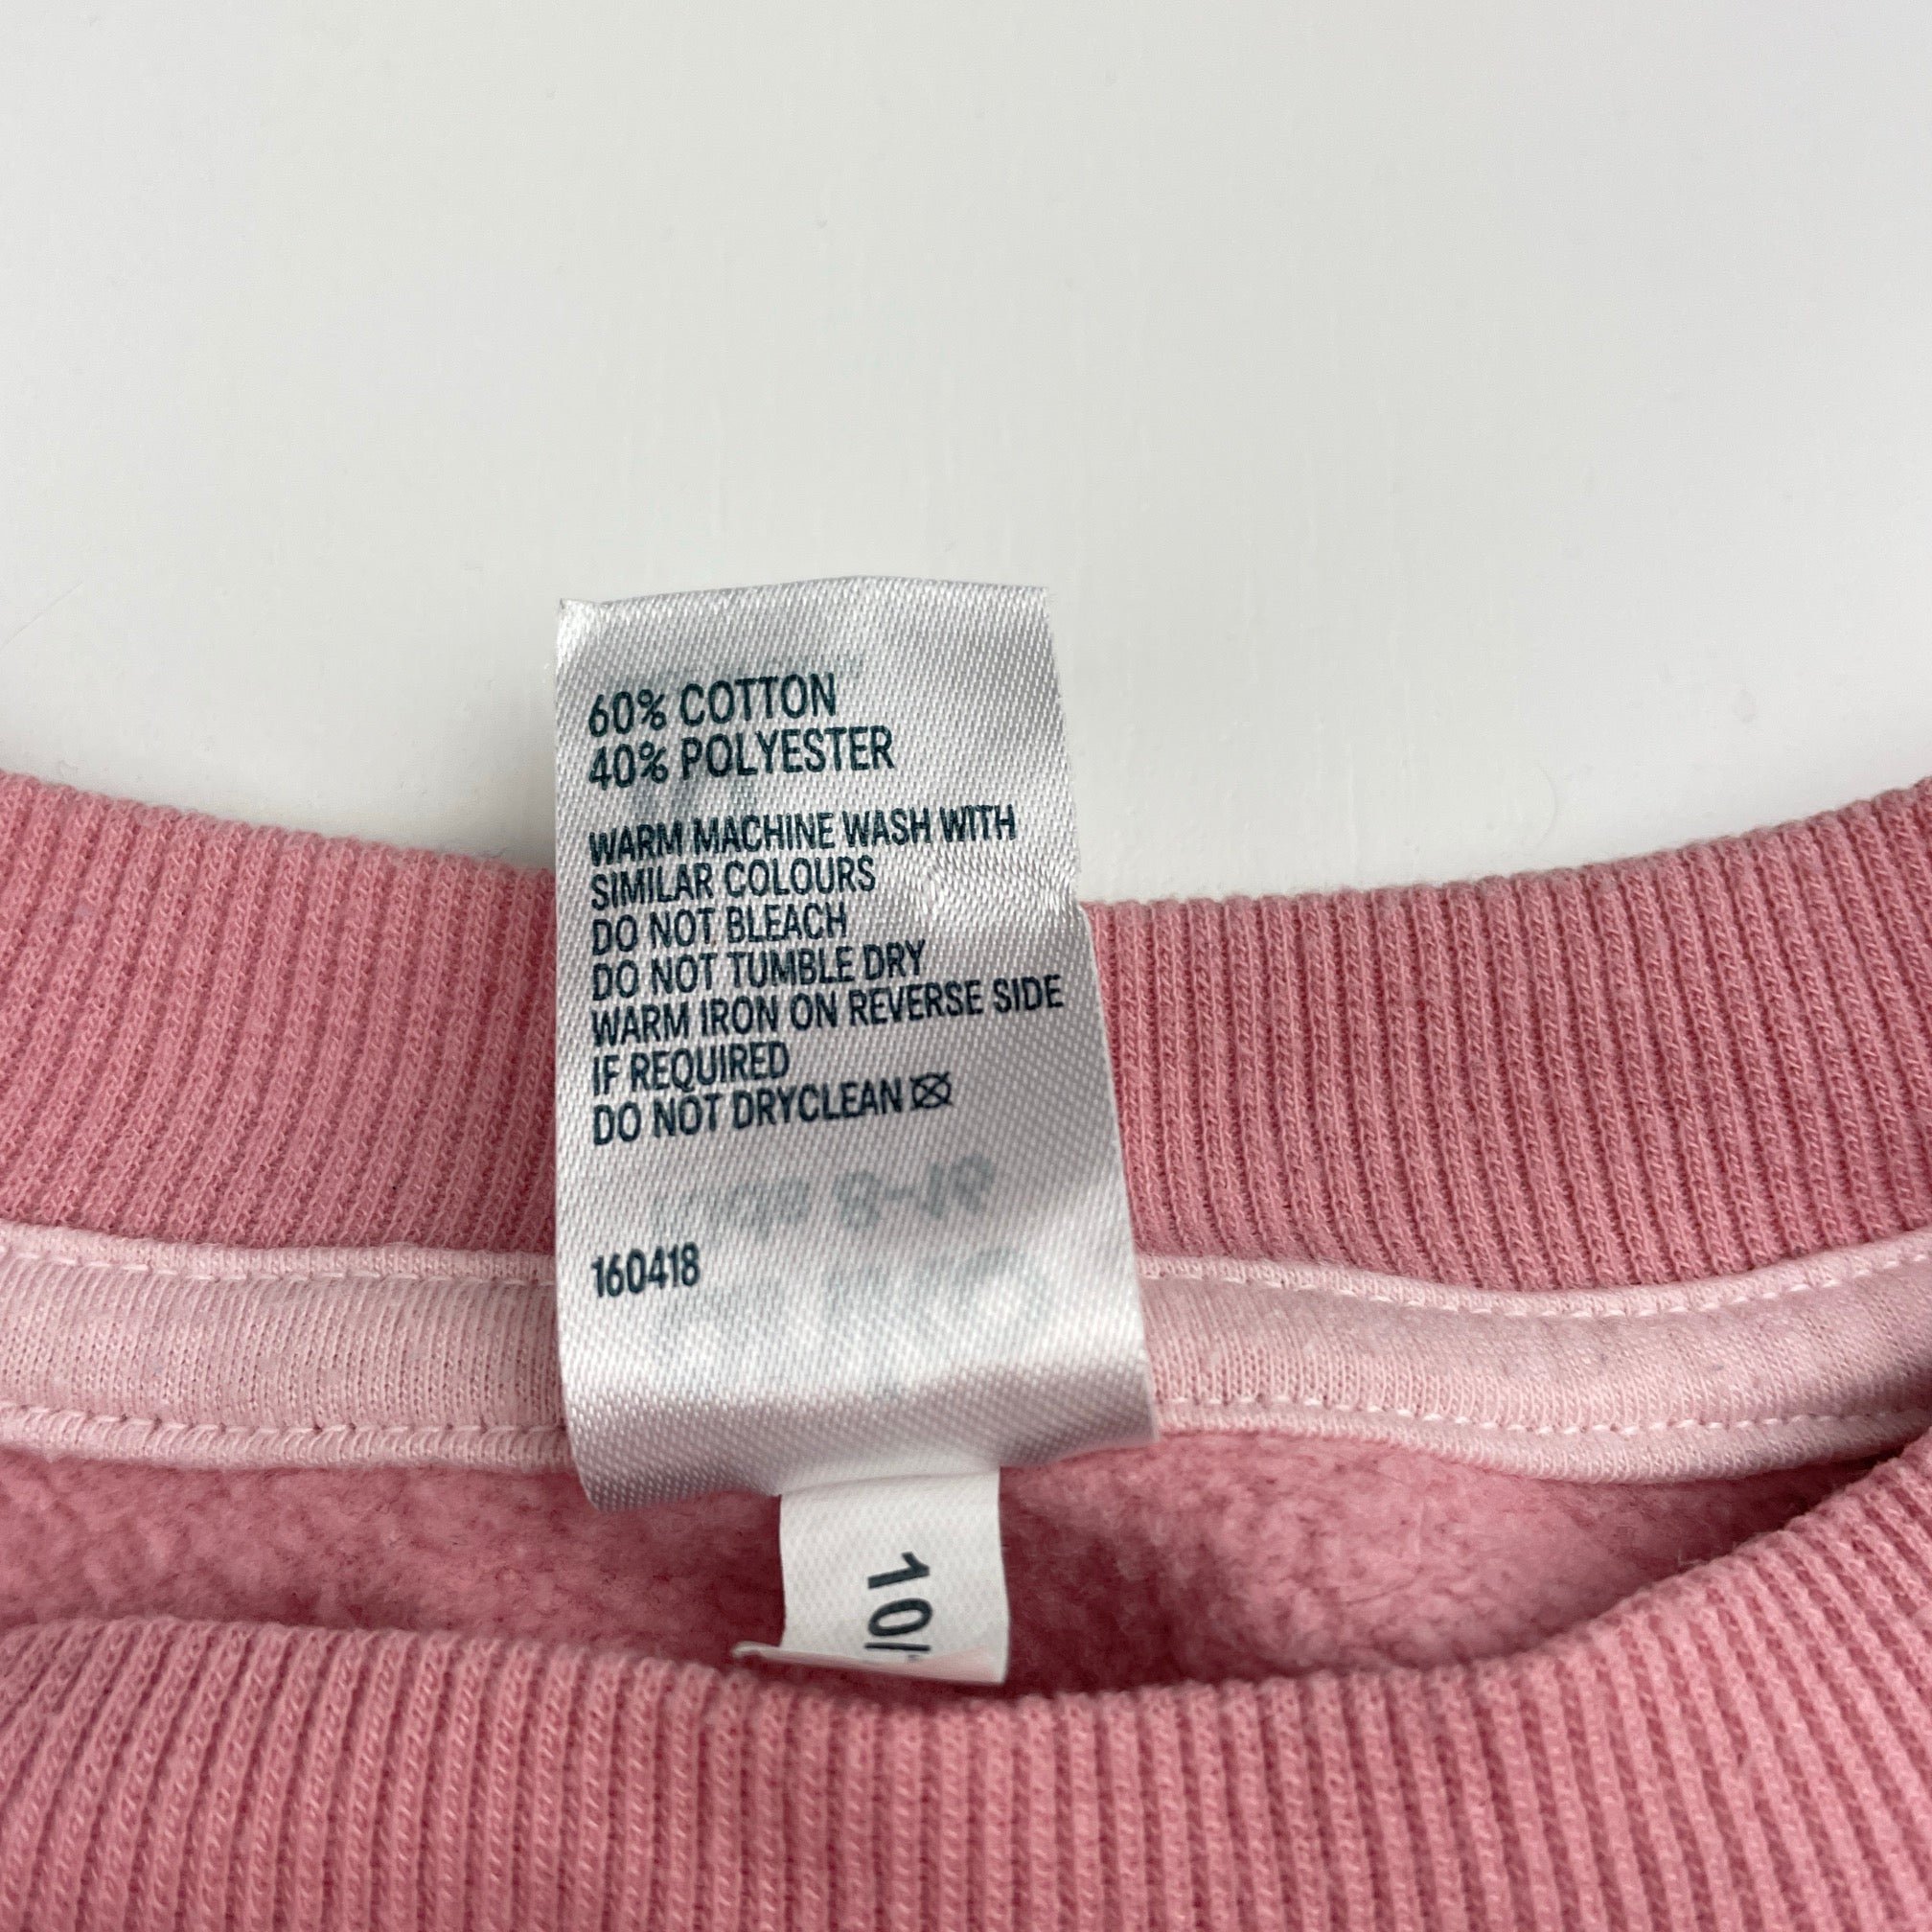 60% COTTON
40% POLYESTER
WARM MACHINE WASH WITH
SIMILAR COLOURS
DO NOT BLEACH
DO NOT TUMBLE DRY
WARM IRON ON REVERSE SIDE
IF REQUIRED
DO NOT DRYCLEAN
160418
10/